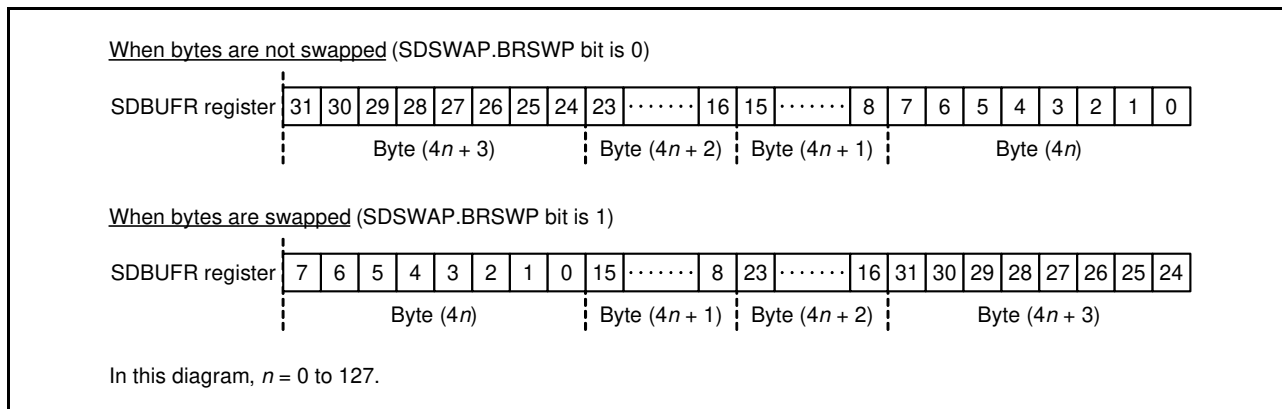 When bytes are not swapped (SDSWAP.BRSWP bit is 0)
SDBUFR register 31 30 29 28 27 26 25 24 23 ······· 16 15 ······· 8 7 6 5 4 3 2 1 0
Byte (4n + 3) Byte (4n + 2) Byte (4n + 1) Byte (4n)
When bytes are swapped (SDSWAP.BRSWP bit is 1)
SDBUFR register 7 6 5 4 3 2 1 0 15 ······· 8 23 ······· 16 31 30 29 28 27 26 25 24
Byte (4n) Byte (4n + 1) Byte (4n + 2) Byte (4n + 3)
In this diagram, n = 0 to 127.